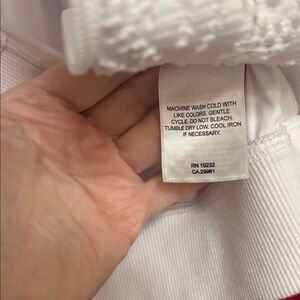 MACHINE WASH COLD WITH
LIKE COLORS. GENTLE
CYCLE. DO NOT BLEACH.
TUMBLE DRY LOW. COOL IRON
IF NECESSARY.
RN 19232
CA 29961